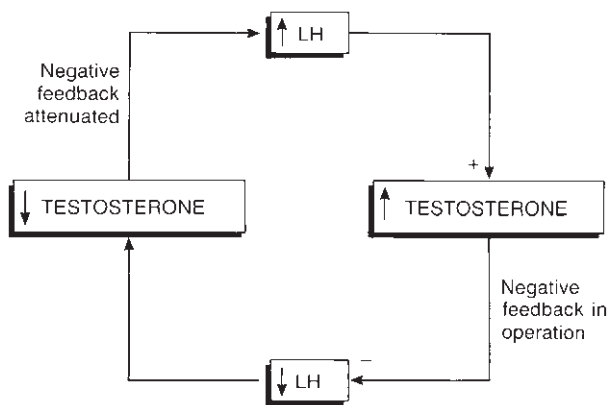 ↑ LH
Negative
feedback
attenuated
+
↓ TESTOSTERONE
↑ TESTOSTERONE
Negative
feedback in
operation
−
↓ LH